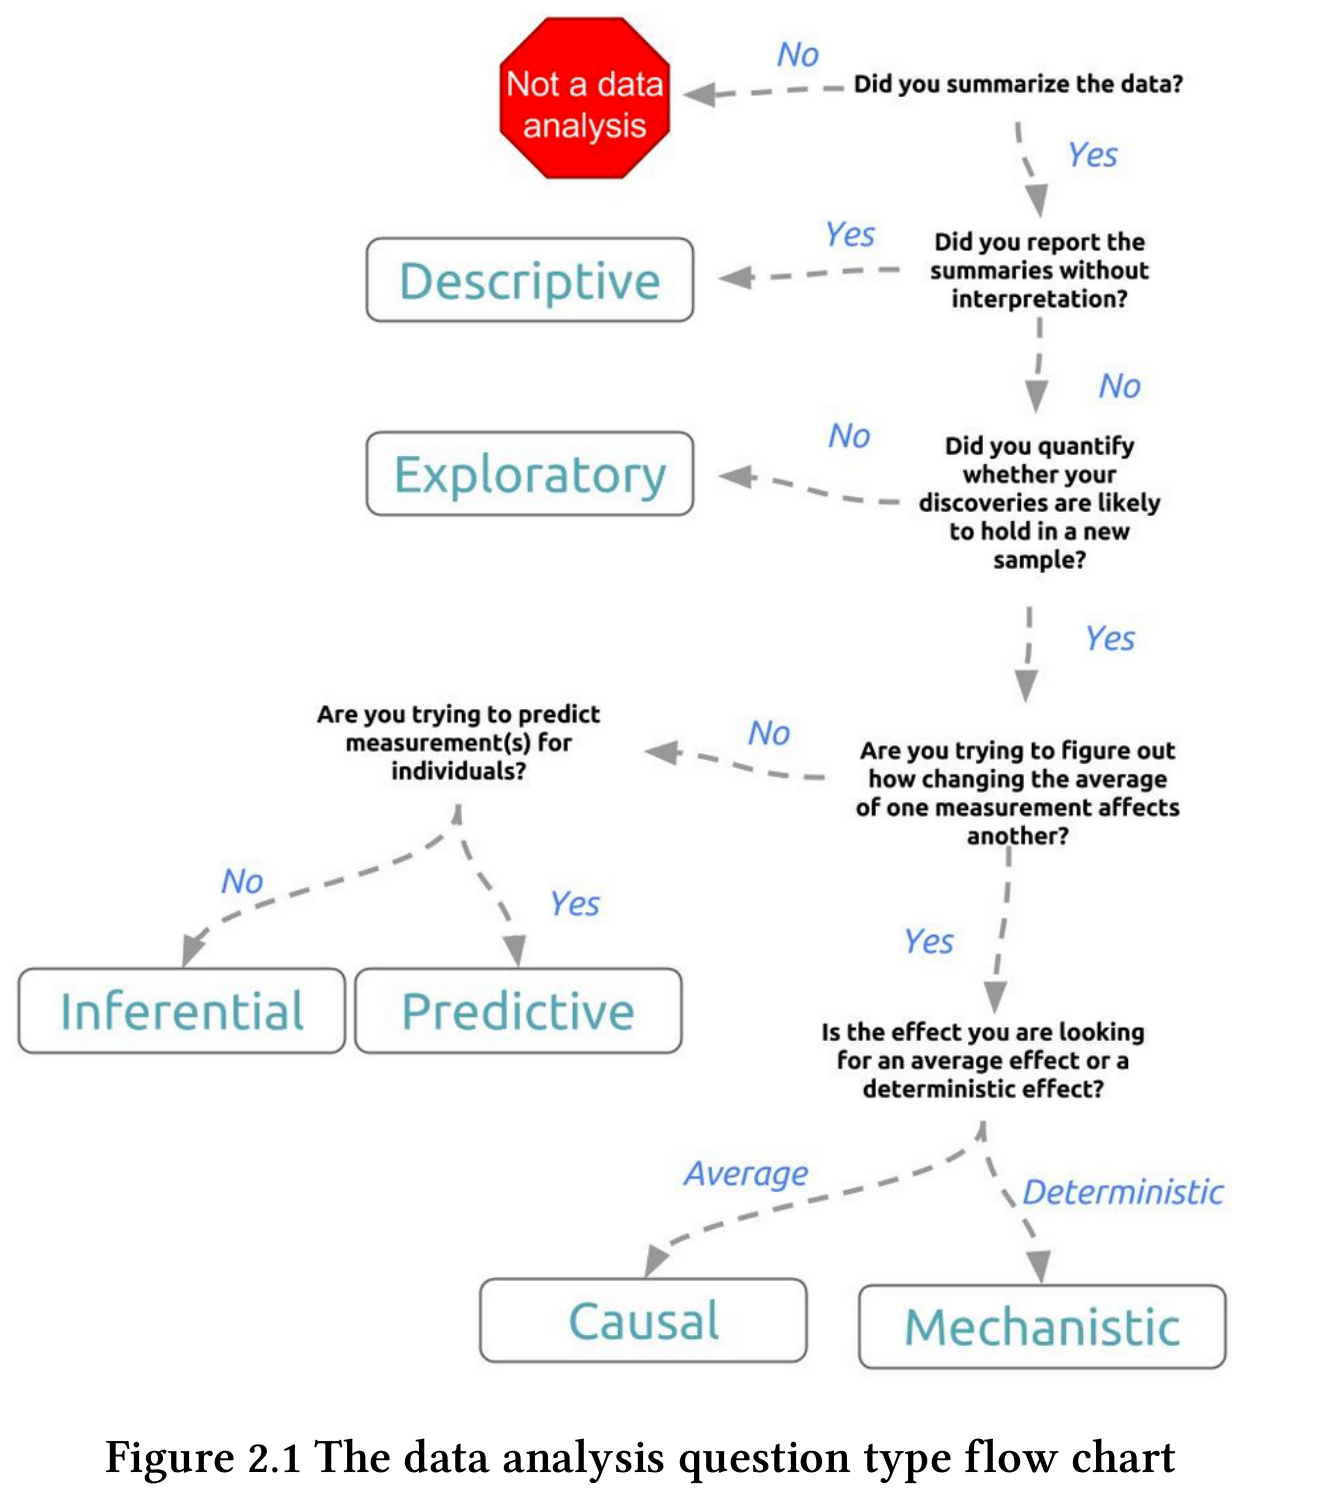 No
Did you summarize the data?
Not a data
analysis
Yes
Yes
Did you report the
summaries without
interpretation?
Descriptive
No
No
Did you quantify
whether your
discoveries are likely
to hold in a new
sample?
Exploratory
Yes
Are you trying to predict
measurement(s) for
individuals?
No
Are you trying to figure out
how changing the average
of one measurement affects
another?
No
Yes
Yes
Inferential
Predictive
Is the effect you are looking
for an average effect or a
deterministic effect?
Average
Deterministic
Causal
Mechanistic
Figure 2.1 The data analysis question type flow chart